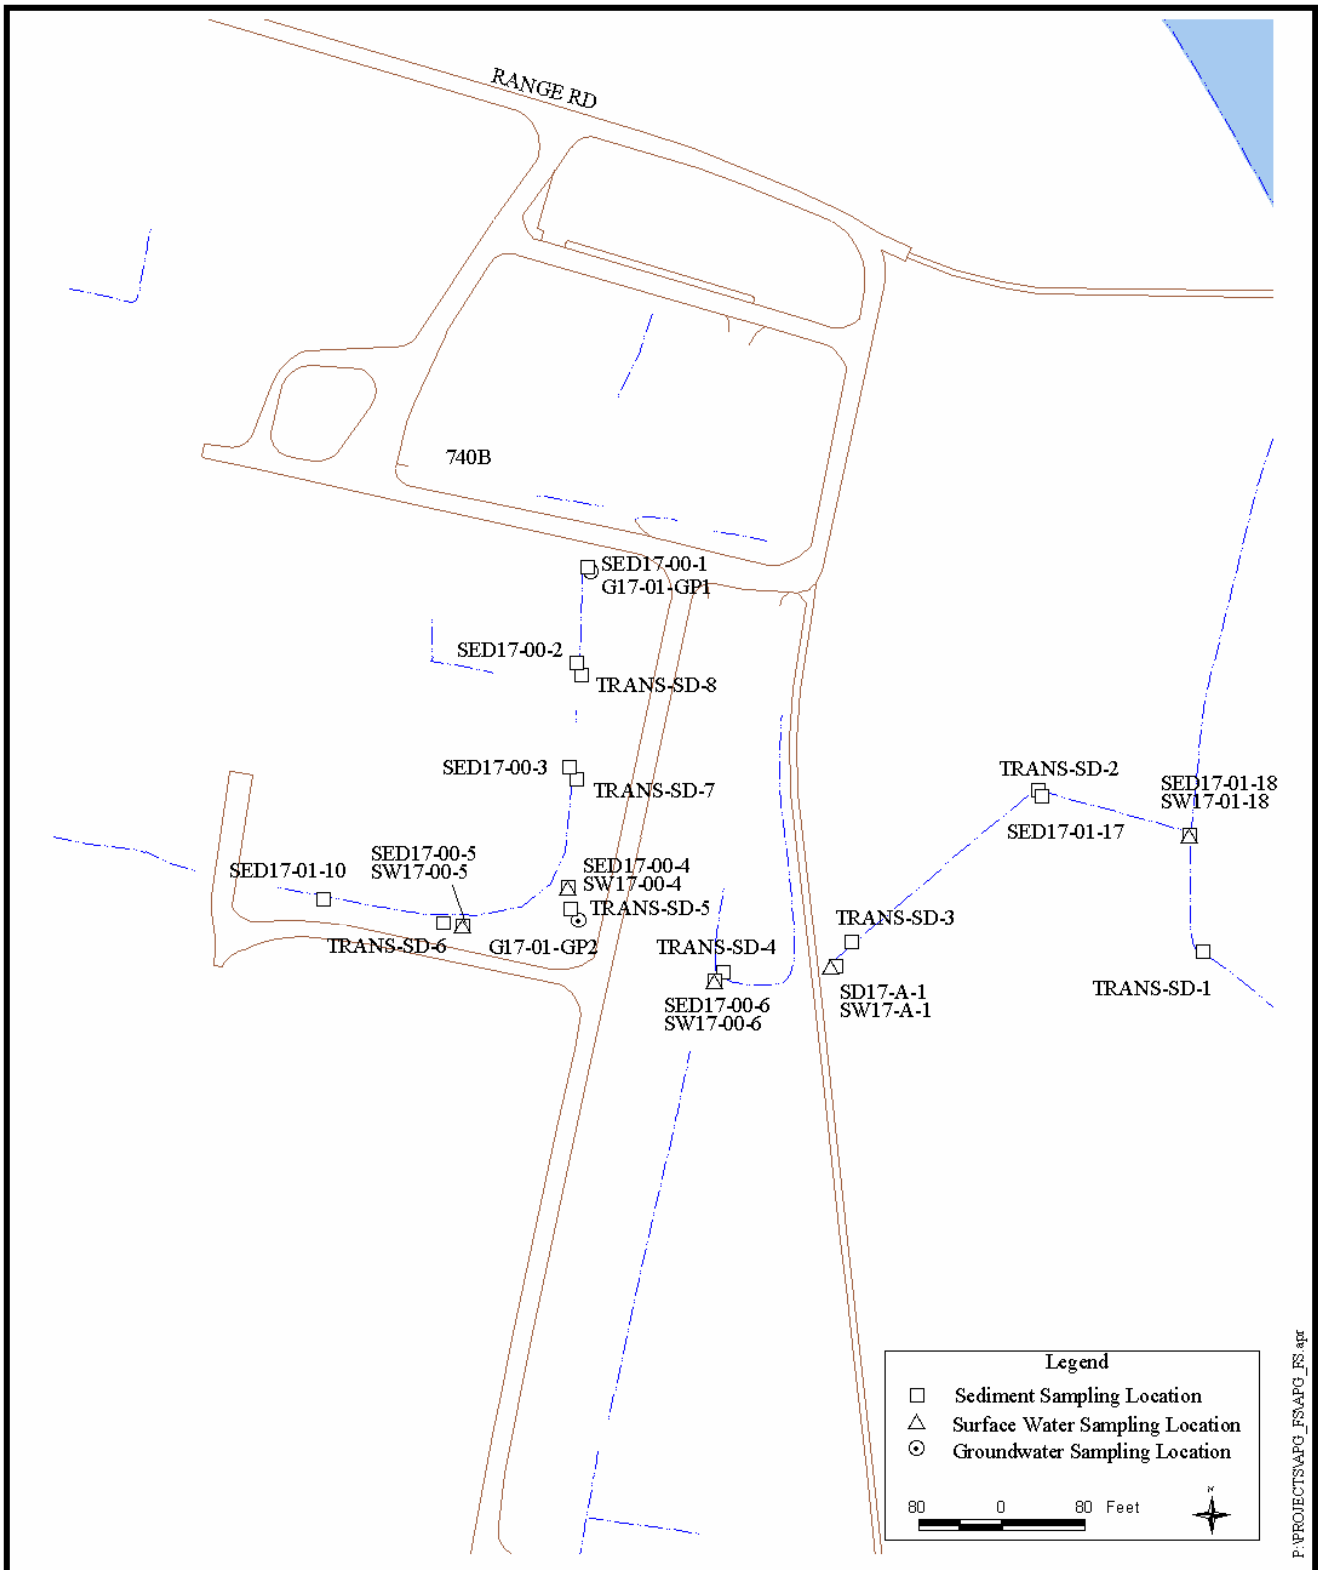 RANGE RD
740B
SED17-00-1
G17-01-GP1
SED17-00-2
TRANS-SD-8
SED17-00-3
TRANS-SD-7
TRANS-SD-2
SED17-01-18
SW17-01-18
SED17-01-17
SED17-00-5
SW17-00-5
SED17-01-10
SED17-00-4
SW17-00-4
TRANS-SD-5
TRANS-SD-6
G17-01-GP2
TRANS-SD-3
TRANS-SD-4
SD17-A-1
SW17-A-1
TRANS-SD-1
SED17-00-6
SW17-00-6
Legend
Sediment Sampling Location
Surface Water Sampling Location
Groundwater Sampling Location
80 0 80 Feet
N
P:\PROJECTS\APG_FS\APG_FS.apr